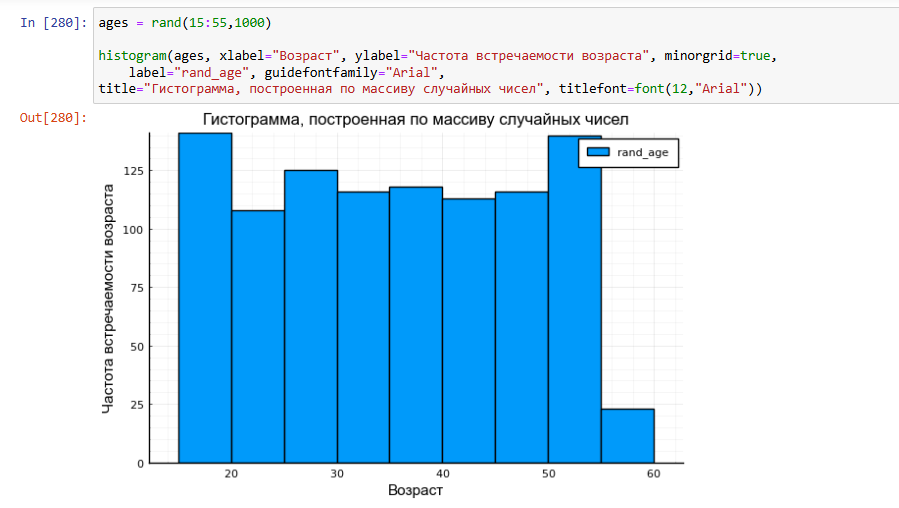 In [280]: ages = rand(15:55,1000)
histogram(ages, xlabel="Возраст", ylabel="Частота встречаемости возраста", minorgrid=true,
label="rand_age", guidefontfamily="Arial",
title="Гистограмма, построенная по массиву случайных чисел", titlefont=font(12,"Arial"))
Out[280]:
Гистограмма, построенная по массиву случайных чисел
rand_age
Частота встречаемости возраста
125
100
75
50
25
0
20 30 40 50 60
Возраст